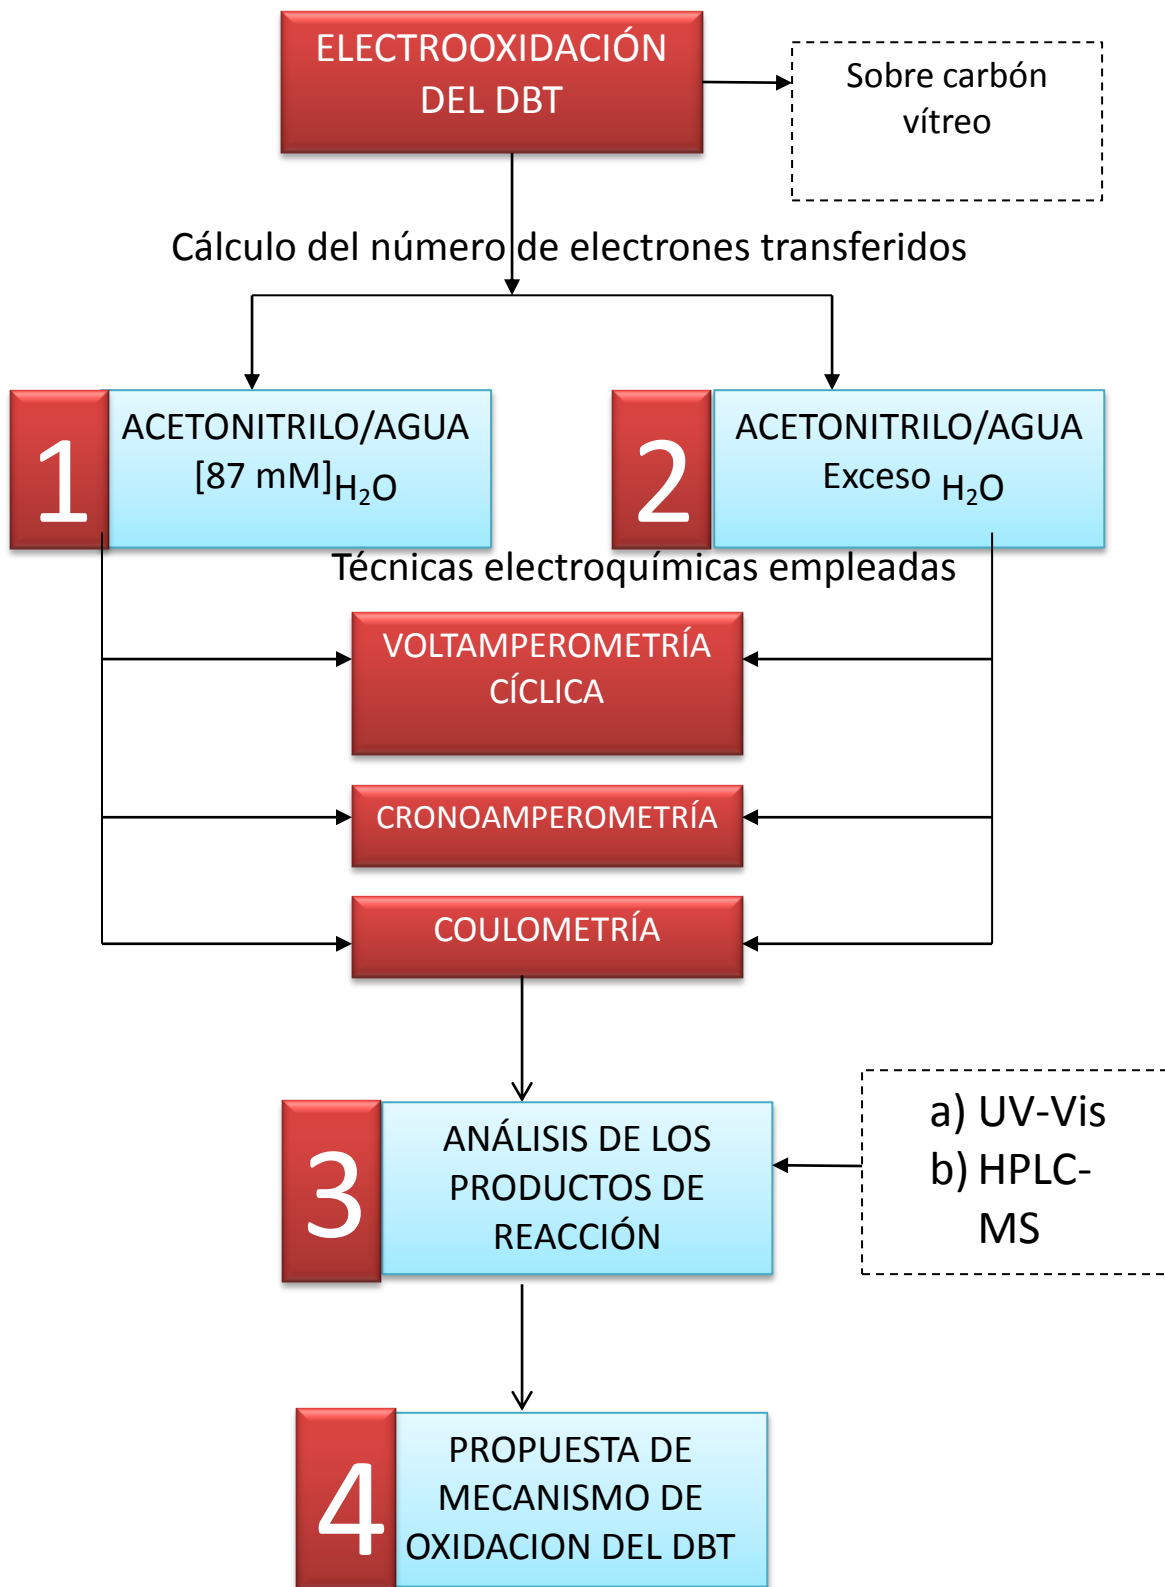 ELECTROOXIDACIÓN
DEL DBT
Sobre carbón
vítreo
Cálculo del número de electrones transferidos
1
ACETONITRILO/AGUA
[87 mM]H₂O
2
ACETONITRILO/AGUA
Exceso H₂O
Técnicas electroquímicas empleadas
VOLTAMPEROMETRÍA
CÍCLICA
CRONOAMPEROMETRÍA
COULOMETRÍA
3
ANÁLISIS DE LOS
PRODUCTOS DE
REACCIÓN
a) UV-Vis
b) HPLC-
MS
4
PROPUESTA DE
MECANISMO DE
OXIDACION DEL DBT